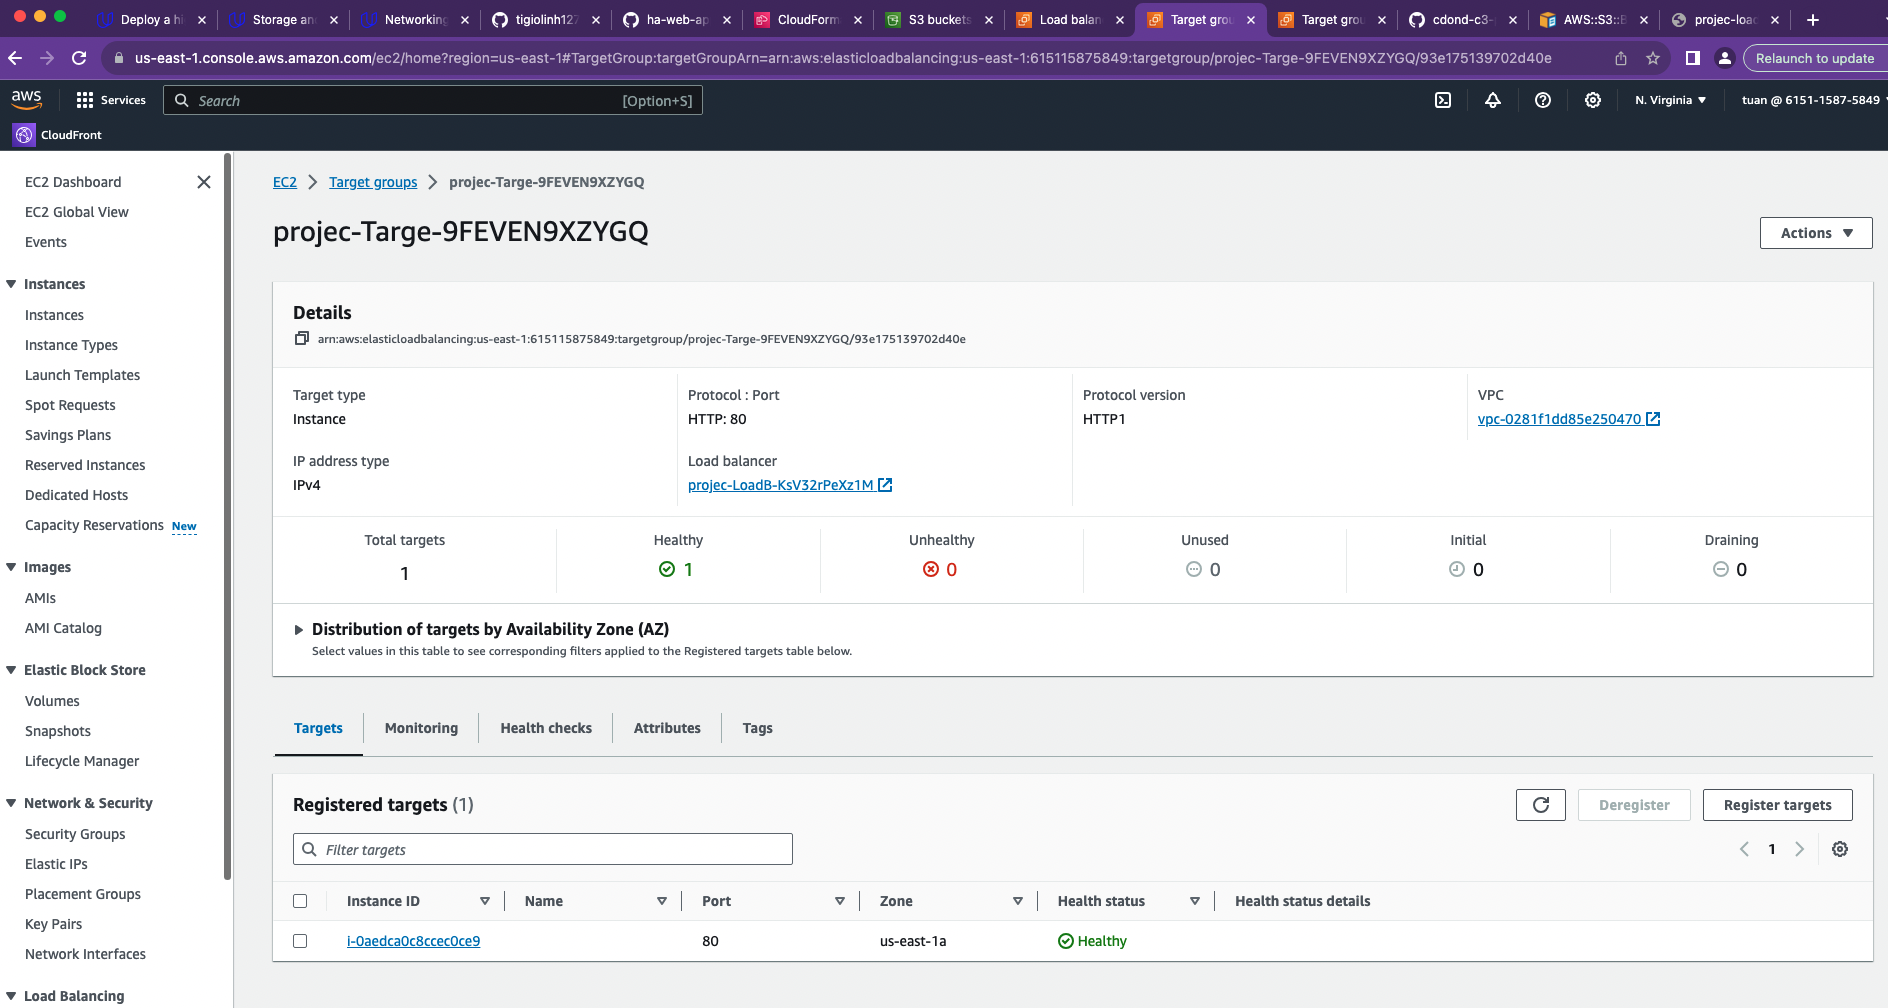 Deploy a hi
Storage an
Networking
tigiolinh127
ha-web-ap
CloudForm
S3 buckets
Load balan
Target grou
Target grou
cdond-c3-
AWS::S3::B
projec-load
us-east-1.console.aws.amazon.com/ec2/home?region=us-east-1#TargetGroup:targetGroupArn=arn:aws:elasticloadbalancing:us-east-1:615115875849:targetgroup/projec-Targe-9FEVEN9XZYGQ/93e175139702d40e
Relaunch to update
aws
Services
Search
[Option+S]
N. Virginia
tuan @ 6151-1587-5849
CloudFront
EC2 Dashboard
EC2 Global View
Events
Instances
Instances
Instance Types
Launch Templates
Spot Requests
Savings Plans
Reserved Instances
Dedicated Hosts
Capacity Reservations New
Images
AMIs
AMI Catalog
Elastic Block Store
Volumes
Snapshots
Lifecycle Manager
Network & Security
Security Groups
Elastic IPs
Placement Groups
Key Pairs
Network Interfaces
Load Balancing
EC2 > Target groups > projec-Targe-9FEVEN9XZYGQ
projec-Targe-9FEVEN9XZYGQ
Actions
Details
arn:aws:elasticloadbalancing:us-east-1:615115875849:targetgroup/projec-Targe-9FEVEN9XZYGQ/93e175139702d40e
Target type
Instance
Protocol : Port
HTTP: 80
Protocol version
HTTP1
VPC
vpc-0281f1dd85e250470
IP address type
IPv4
Load balancer
projec-LoadB-KsV32rPeXz1M
Total targets
1
Healthy
1
Unhealthy
0
Unused
0
Initial
0
Draining
0
Distribution of targets by Availability Zone (AZ)
Select values in this table to see corresponding filters applied to the Registered targets table below.
Targets
Monitoring
Health checks
Attributes
Tags
Registered targets (1)
Deregister
Register targets
Filter targets
1
Instance ID
Name
Port
Zone
Health status
Health status details
i-0aedca0c8ccec0ce9
80
us-east-1a
Healthy